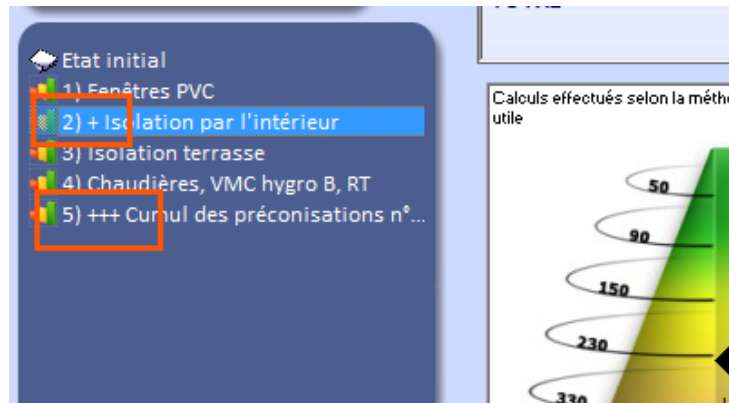 Etat initial
1) Fenêtres PVC
2) + Isolation par l'intérieur
3) Isolation terrasse
4) Chaudières, VMC hygro B, RT
5) +++ Cumul des préconisations n°...
Calculs effectués selon la méth
utile
50
90
150
230
330